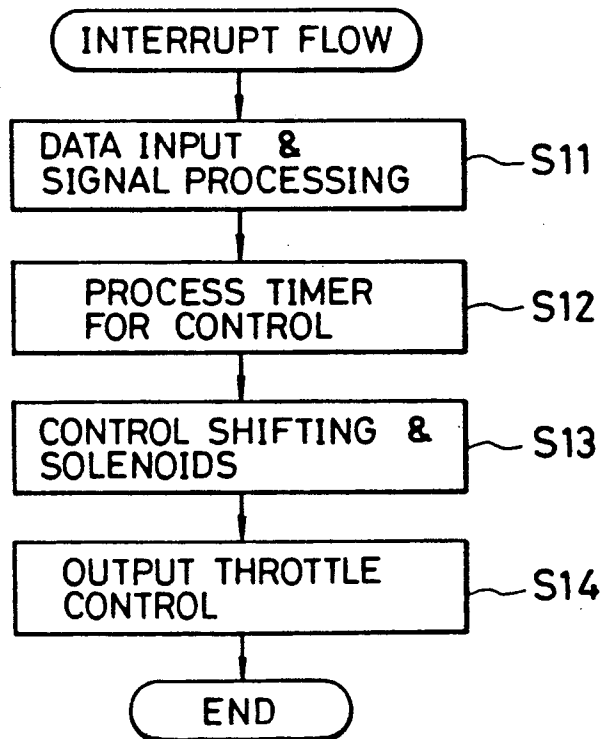 INTERRUPT FLOW
DATA INPUT &
SIGNAL PROCESSING
S11
PROCESS TIMER
FOR CONTROL
S12
CONTROL SHIFTING &
SOLENOIDS
S13
OUTPUT THROTTLE
CONTROL
S14
END